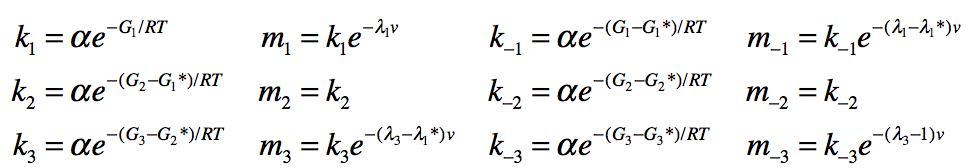 k₁ = αe^{-G₁/RT} m₁ = k₁e^{-λ₁v} k₋₁ = αe^{-(G₁-G₁*)/RT} m₋₁ = k₋₁e^{-(λ₁-λ₁*)v}
k₂ = αe^{-(G₂-G₁*)/RT} m₂ = k₂ k₋₂ = αe^{-(G₂-G₂*)/RT} m₋₂ = k₋₂
k₃ = αe^{-(G₃-G₂*)/RT} m₃ = k₃e^{-(λ₃-λ₁*)v} k₋₃ = αe^{-(G₃-G₃*)/RT} m₋₃ = k₋₃e^{-(λ₃-1)v}